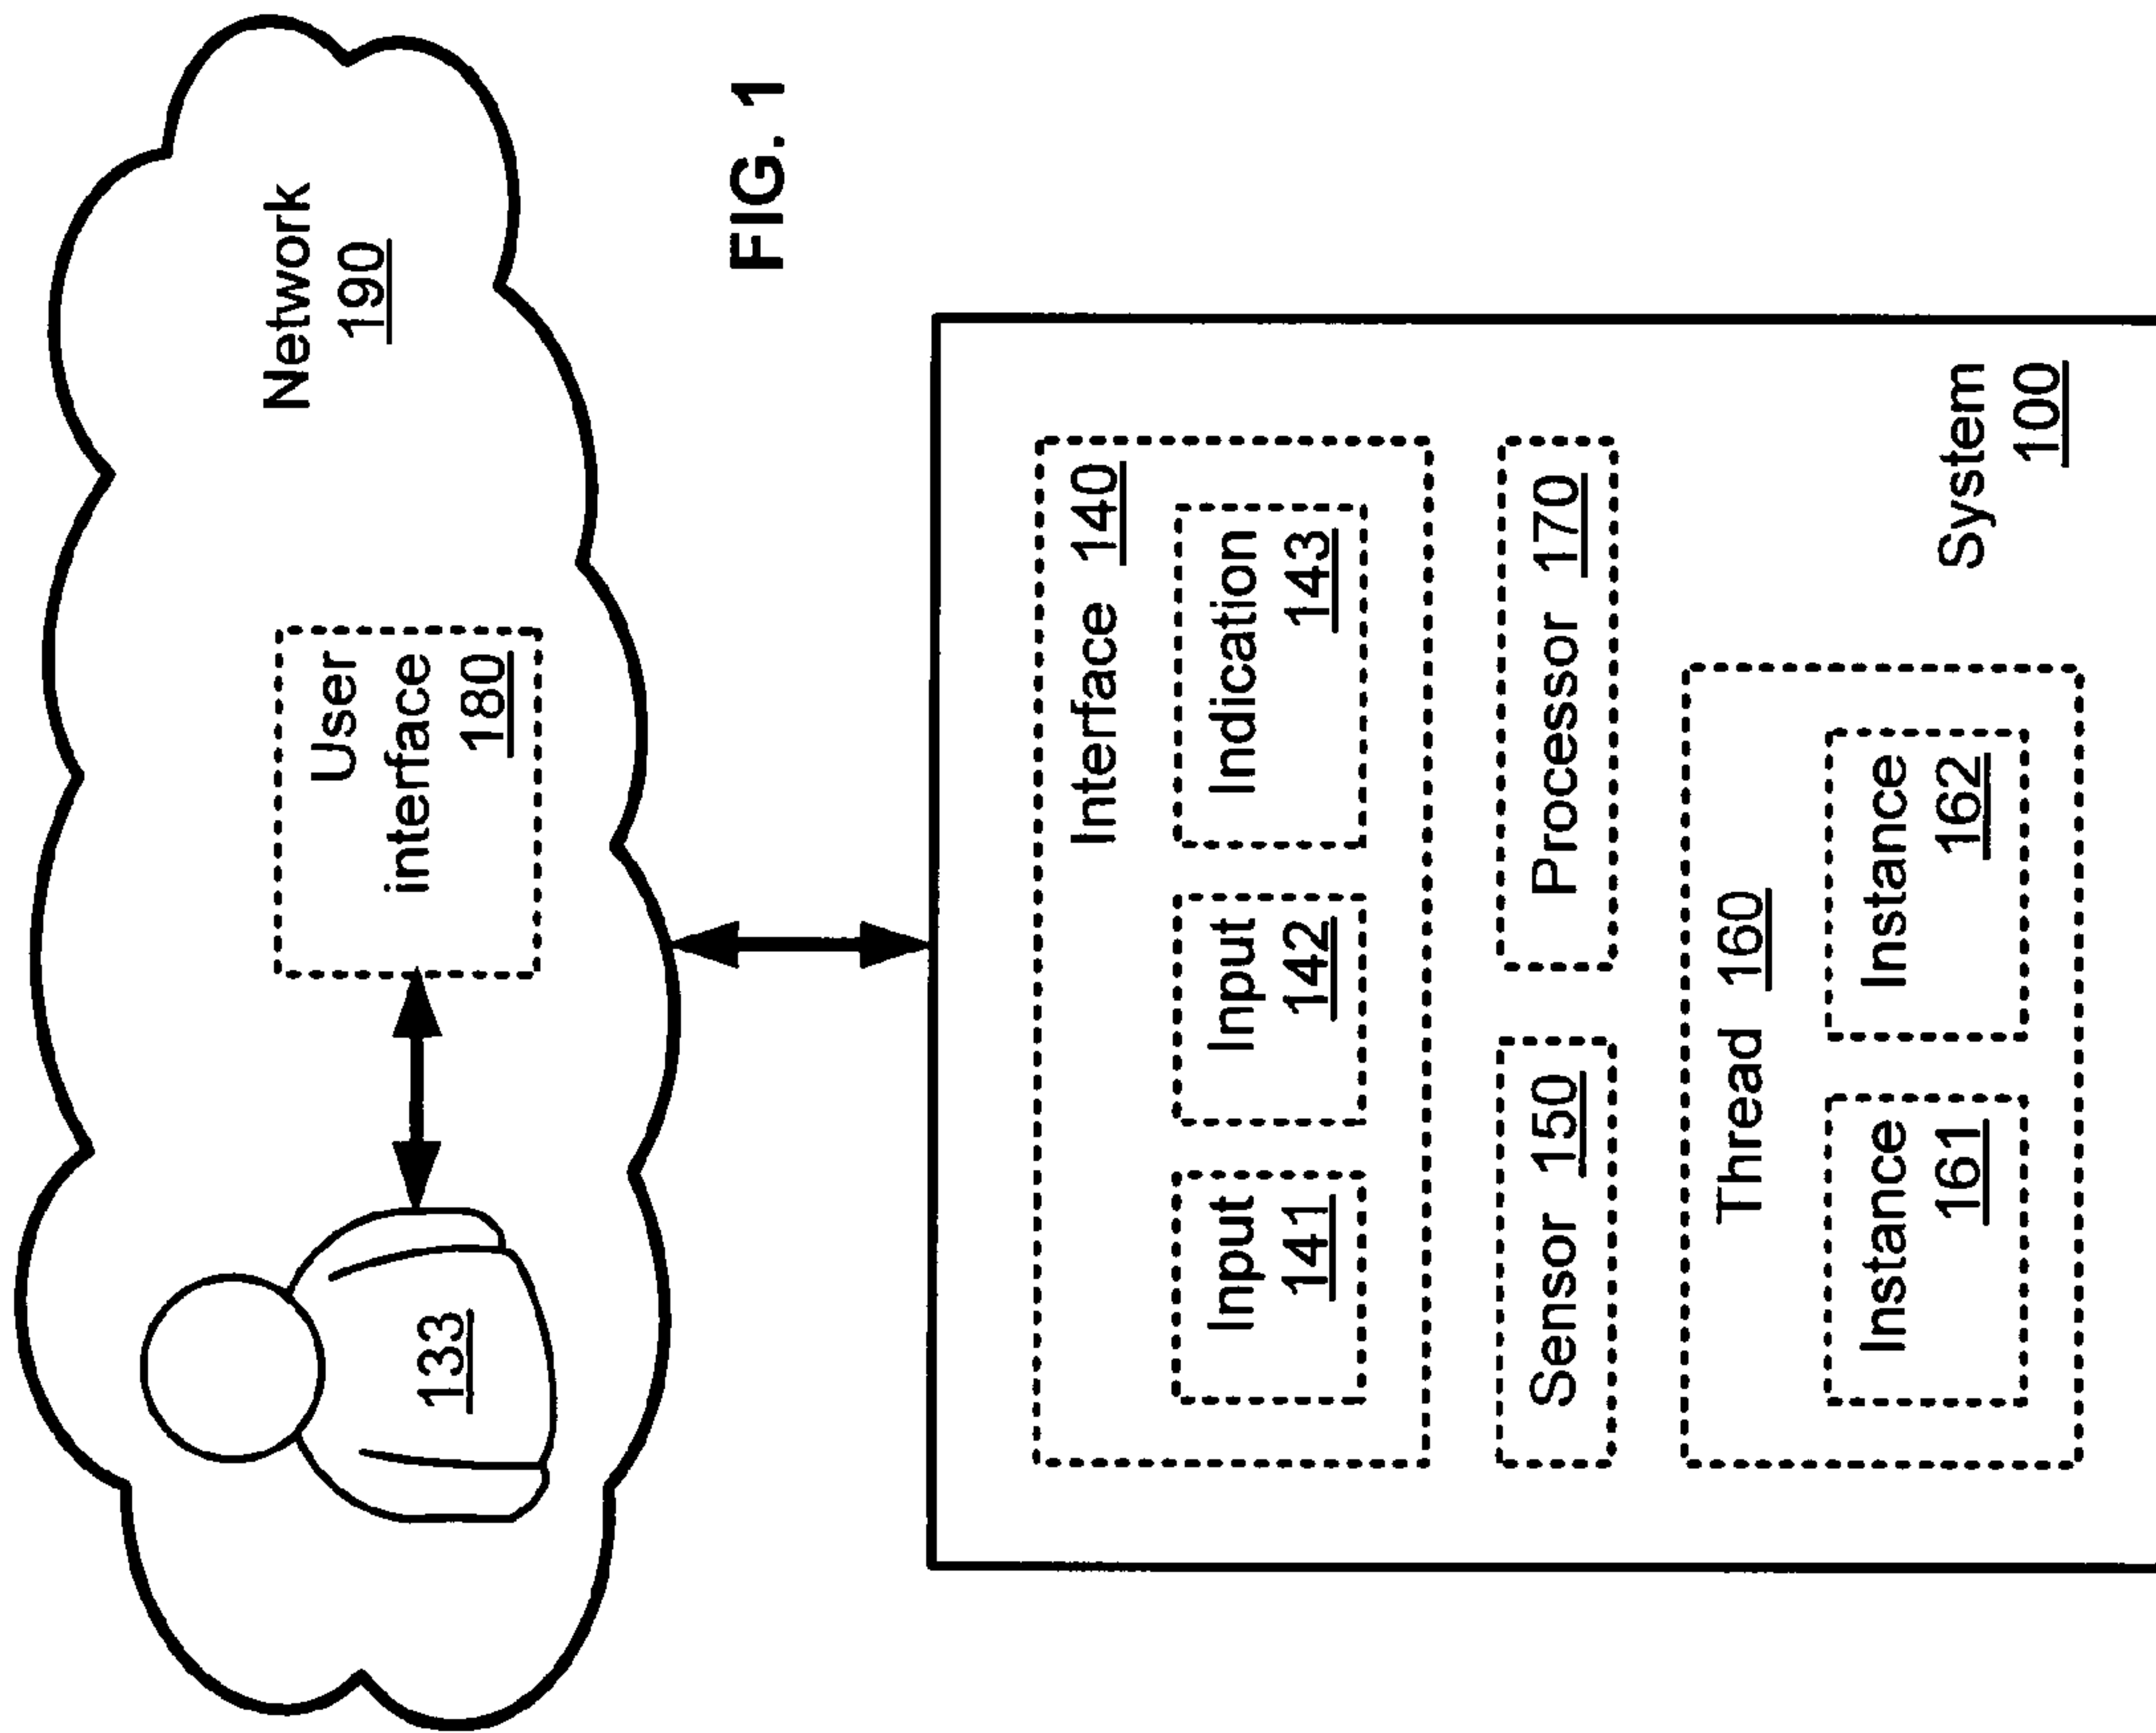 Network
190
User
interface
180
133
FIG. 1
Interface 140
Input
141
Input
142
Indication
143
Sensor 150
Processor 170
Thread 160
Instance
161
Instance
162
System
100